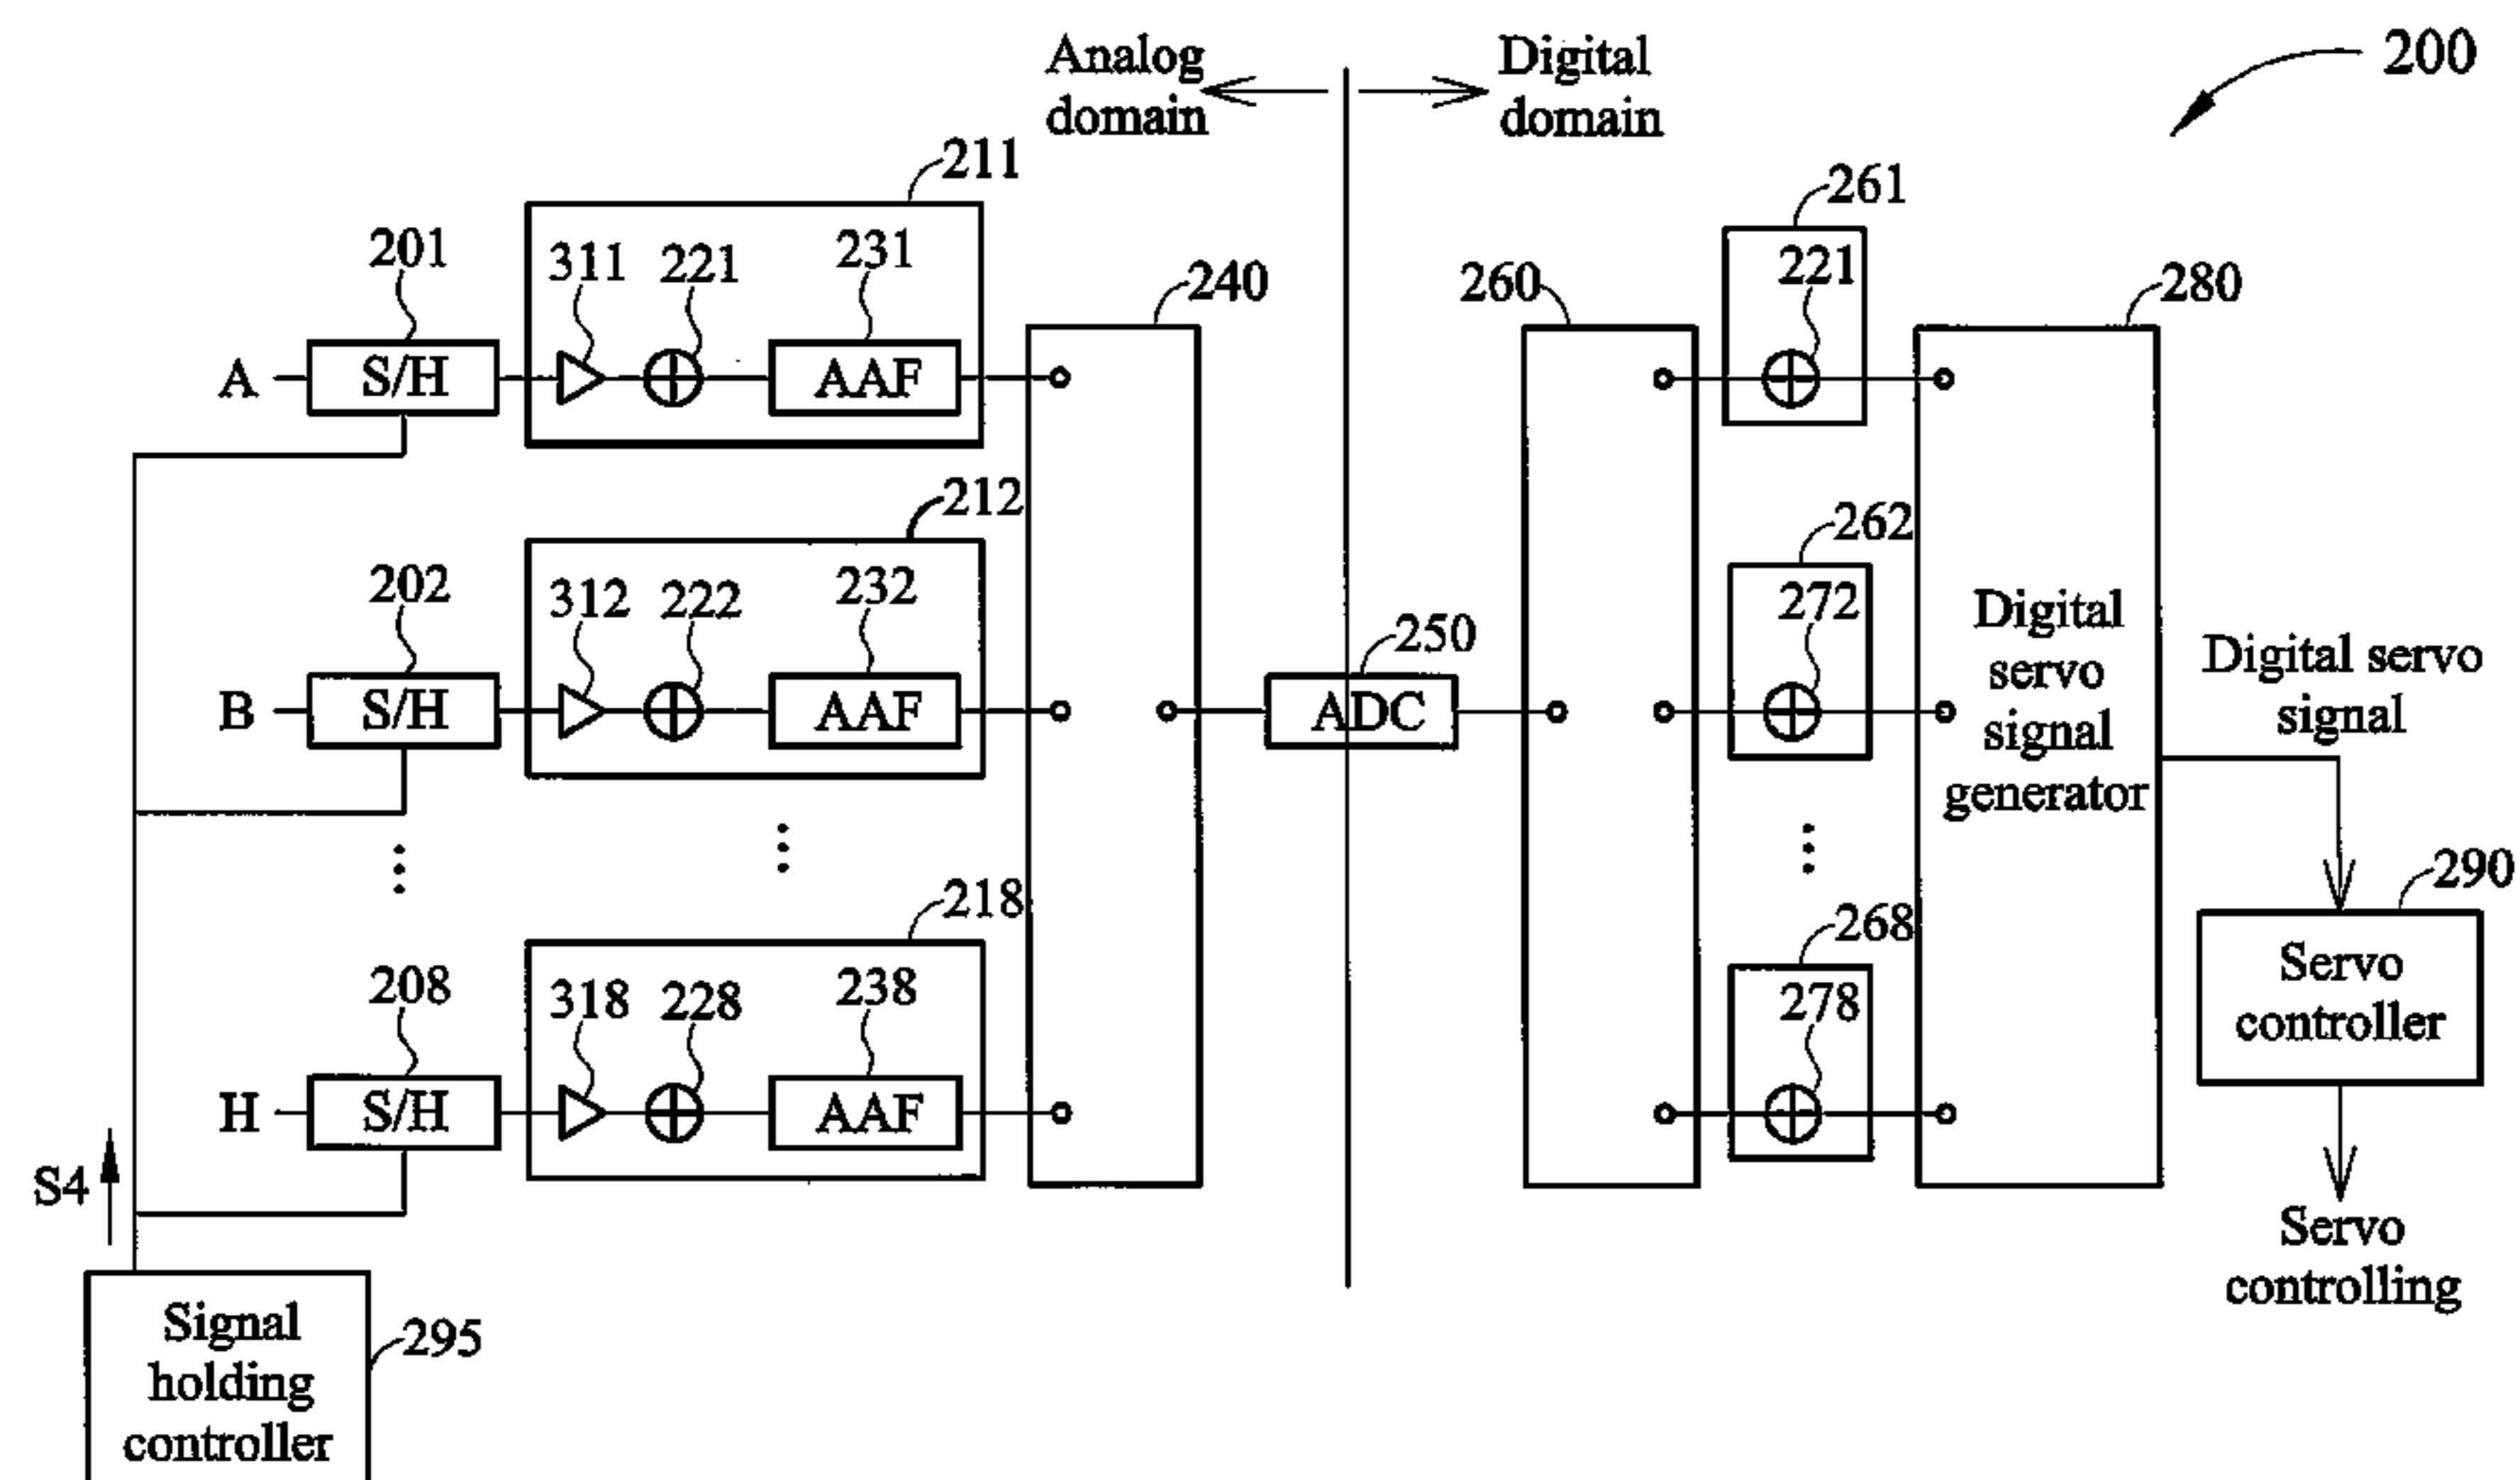 Analog
domain
Digital
domain
200
211
261
201
311
221
231
240
260
221
280
A
S/H
AAF
212
262
202
312
222
232
250
272
Digital
servo
signal
generator
Digital servo
signal
B
S/H
AAF
ADC
218
268
290
208
318
228
238
278
H
S/H
AAF
Servo
controller
S4
Servo
controlling
Signal
holding
controller
295